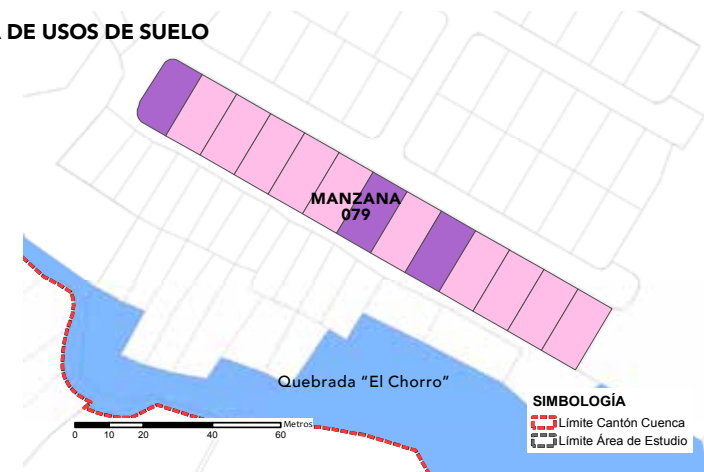 DE USOS DE SUELO
MANZANA
079
Quebrada "El Chorro"
Metros
0 10 20 40 60
SIMBOLOGÍA
Límite Cantón Cuenca
Límite Área de Estudio